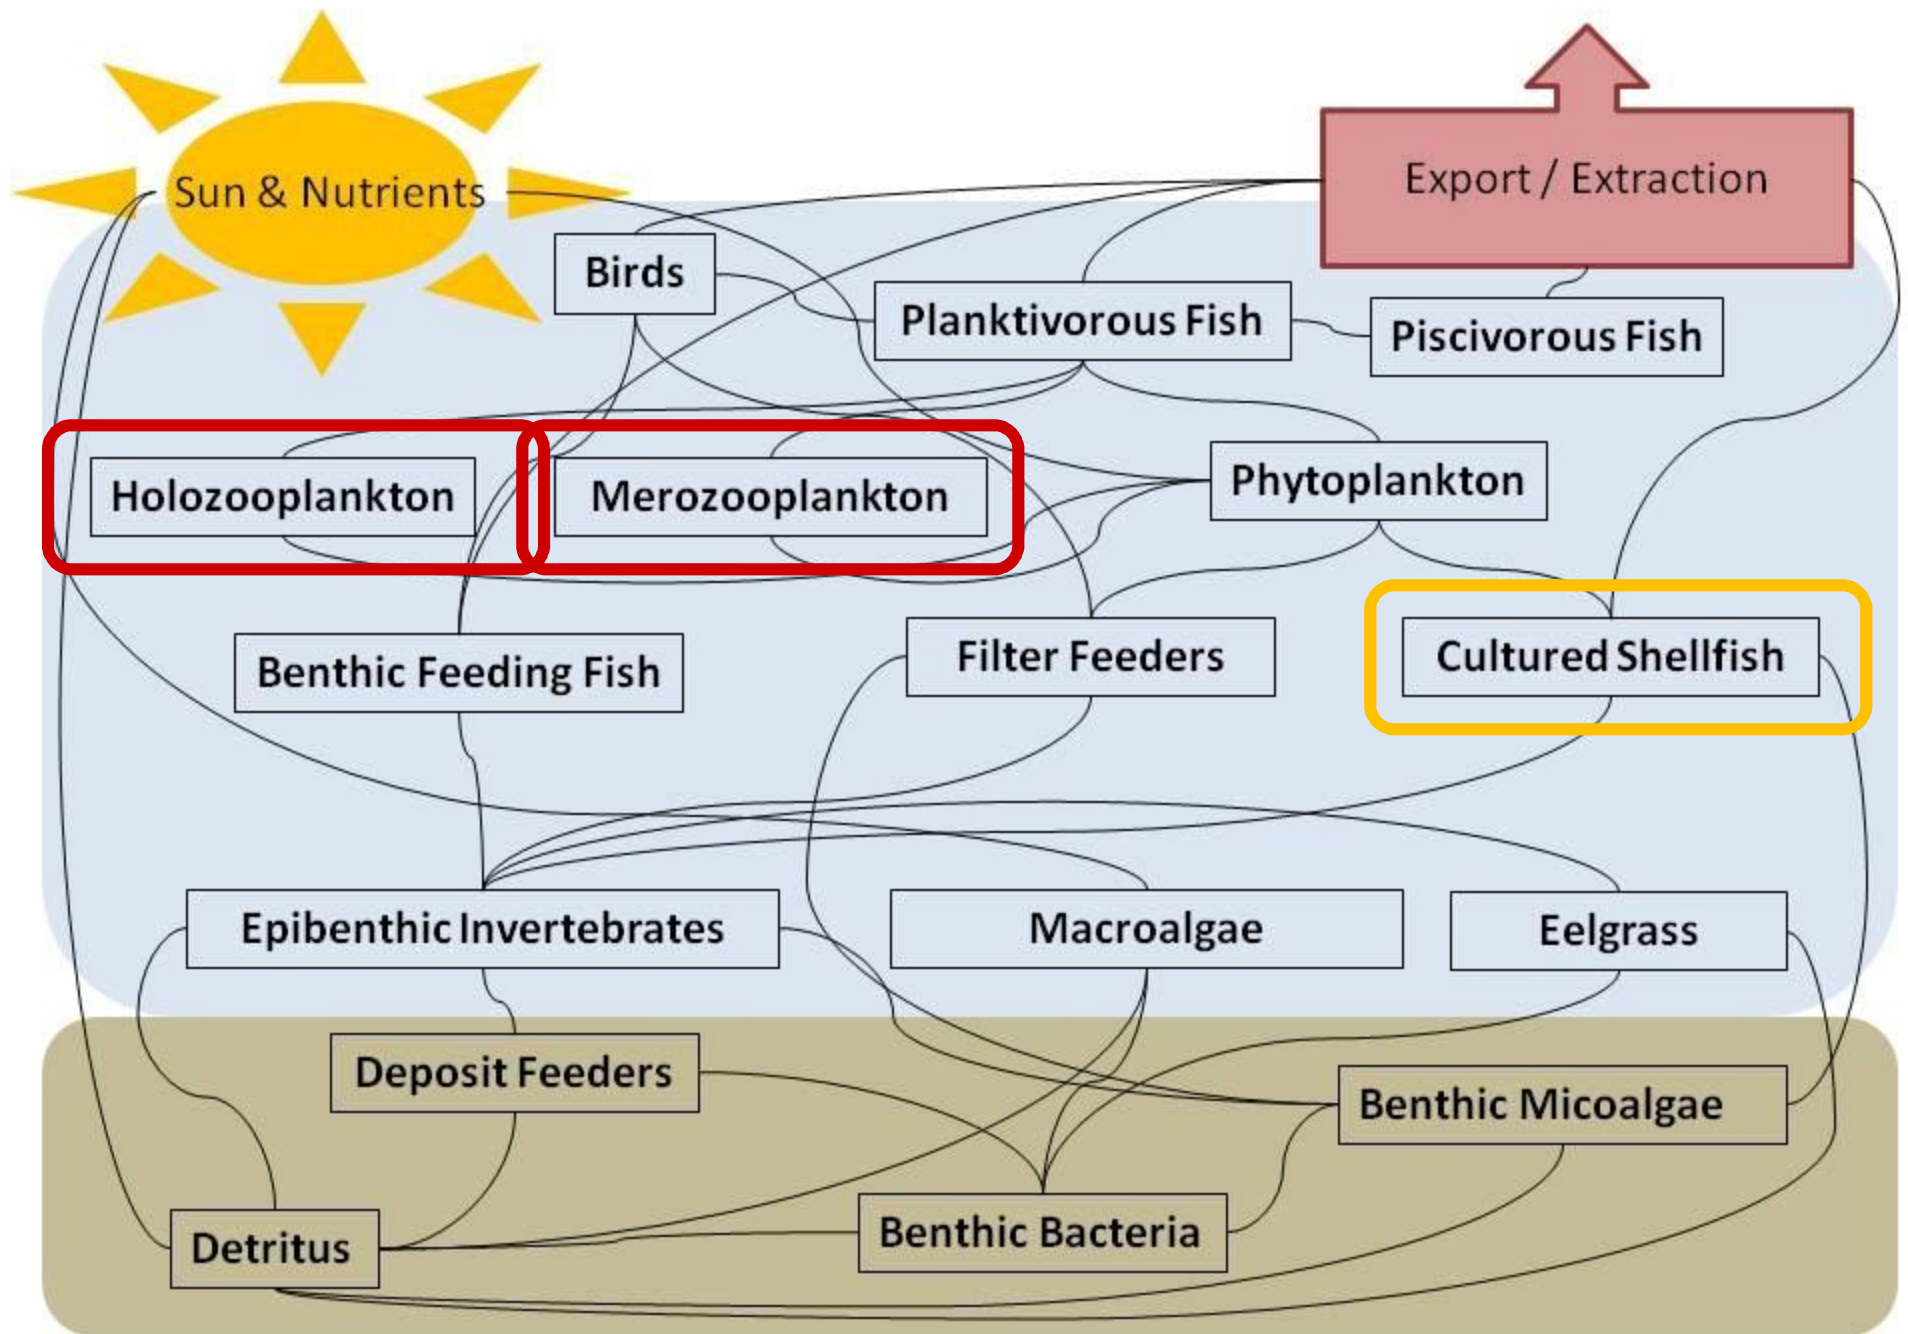 Sun & Nutrients
Export / Extraction
Birds
Planktivorous Fish
Piscivorous Fish
Holozooplankton
Merozooplankton
Phytoplankton
Benthic Feeding Fish
Filter Feeders
Cultured Shellfish
Epibenthic Invertebrates
Macroalgae
Eelgrass
Deposit Feeders
Benthic Micoalgae
Detritus
Benthic Bacteria